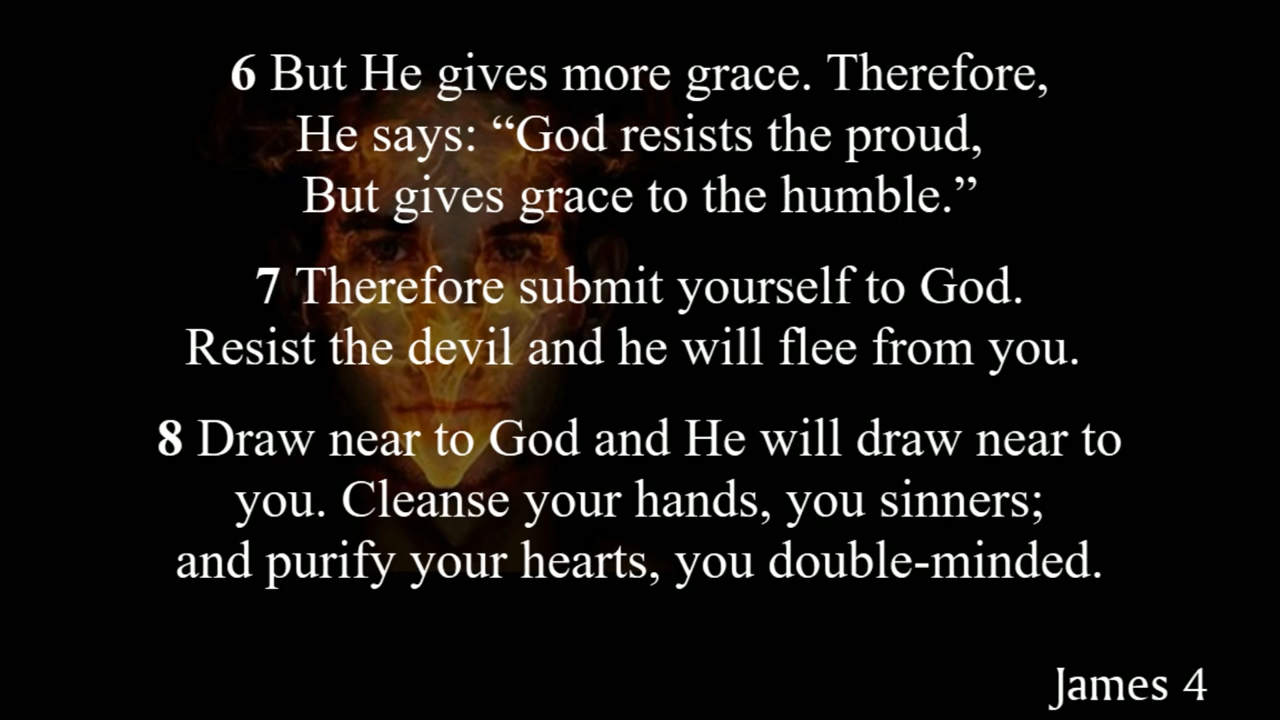 6 But He gives more grace. Therefore,
He says: “God resists the proud,
But gives grace to the humble.”
7 Therefore submit yourself to God.
Resist the devil and he will flee from you.
8 Draw near to God and He will draw near to
you. Cleanse your hands, you sinners;
and purify your hearts, you double-minded.
James 4